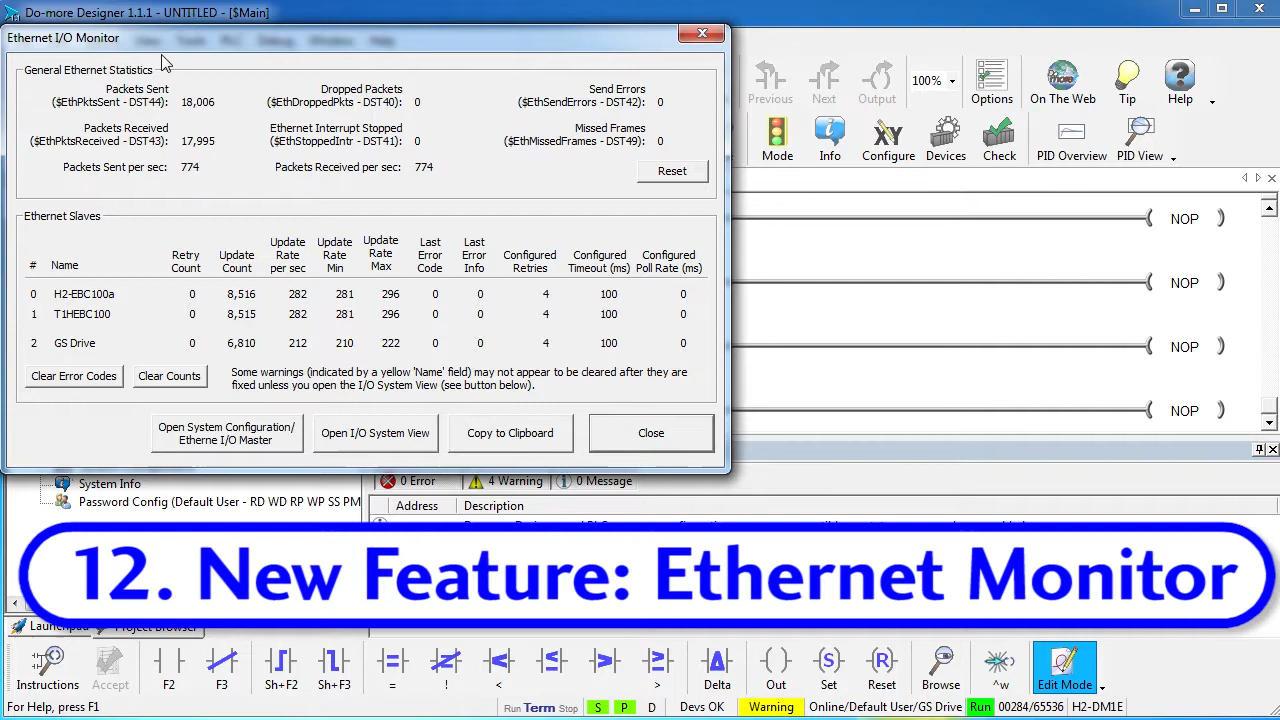 Do-more Designer 1.1.1 - UNTITLED - [$Main]
Ethernet I/O Monitor
View Tools PLC Debug Window Help
General Ethernet Statistics
Packets Sent
($EthPktsSent - DST44): 18,006
Dropped Packets
($EthDroppedPkts - DST40): 0
Send Errors
($EthSendErrors - DST42): 0
Packets Received
($EthPktsReceived - DST43): 17,995
Ethernet Interrupt Stopped
($EthStoppedIntr - DST41): 0
Missed Frames
($EthMissedFrames - DST49): 0
Packets Sent per sec: 774
Packets Received per sec: 774
Reset
Ethernet Slaves
# Name Retry Count Update Count Update Rate per sec Update Rate Min Update Rate Max Last Error Code Last Error Info Configured Retries Configured Timeout (ms) Configured Poll Rate (ms)
0 H2-EBC100a 0 8,516 282 281 296 0 0 4 100 0
1 T1HEBC100 0 8,515 282 281 296 0 0 4 100 0
2 GS Drive 0 6,810 212 210 222 0 0 4 100 0
Clear Error Codes
Clear Counts
Some warnings (indicated by a yellow 'Name' field) may not appear to be cleared after they are
fixed unless you open the I/O System View (see button below).
Open System Configuration/
Etherne I/O Master
Open I/O System View
Copy to Clipboard
Close
Previous Next Output 100% Options On The Web Tip Help
Mode Info Configure Devices Check PID Overview PID View
NOP
NOP
NOP
NOP
System Info
Password Config (Default User - RD WD RP WP SS PM
0 Error 4 Warning 0 Message
Address Description
12. New Feature: Ethernet Monitor
Launchpad Project Browser
Instructions Accept F2 F3 Sh+F2 Sh+F3 = ! < > Delta Out Set Reset Browse ^w Edit Mode
For Help, press F1
Run Term Stop S P D Devs OK Warning Online/Default User/GS Drive Run 00284/65536 H2-DM1E